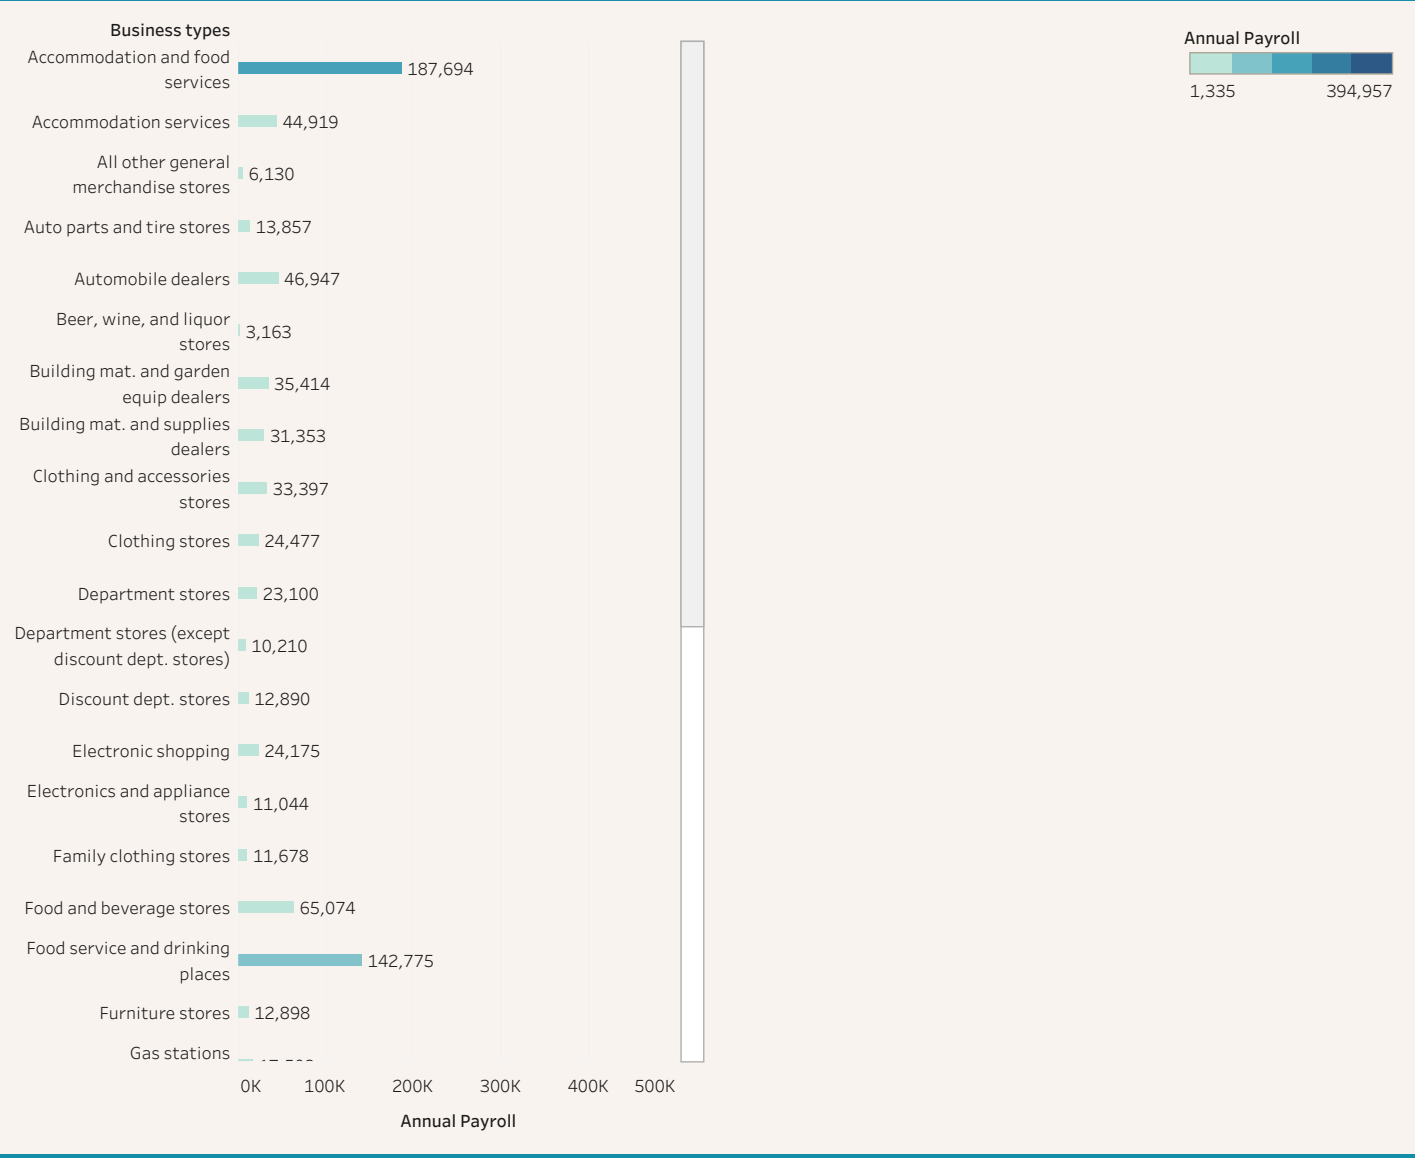 Business types
Accommodation and food
services
187,694
Accommodation services
44,919
All other general
merchandise stores
6,130
Auto parts and tire stores
13,857
Automobile dealers
46,947
Beer, wine, and liquor
stores
3,163
Building mat. and garden
equip dealers
35,414
Building mat. and supplies
dealers
31,353
Clothing and accessories
stores
33,397
Clothing stores
24,477
Department stores
23,100
Department stores (except
discount dept. stores)
10,210
Discount dept. stores
12,890
Electronic shopping
24,175
Electronics and appliance
stores
11,044
Family clothing stores
11,678
Food and beverage stores
65,074
Food service and drinking
places
142,775
Furniture stores
12,898
Gas stations
0K 100K 200K 300K 400K 500K
Annual Payroll
Annual Payroll
1,335 394,957